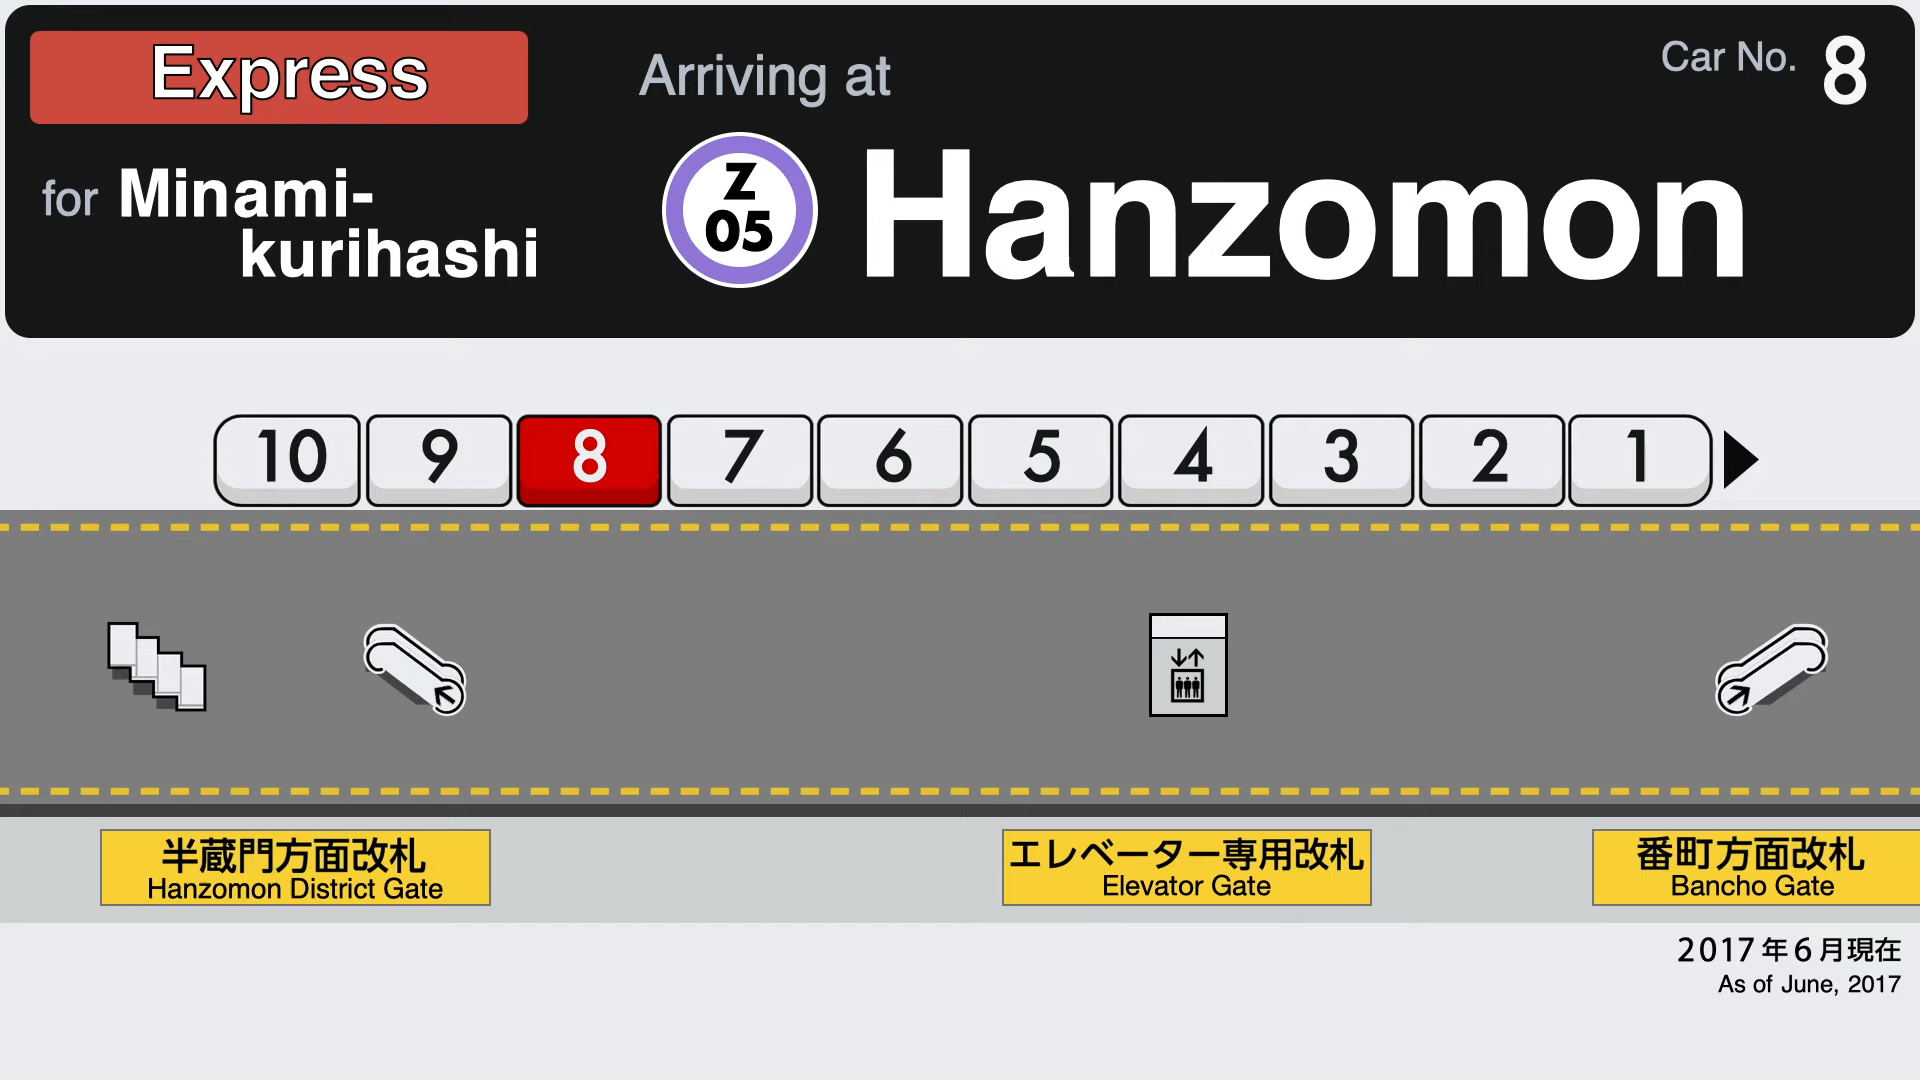 Express
Arriving at
Car No. 8
for Minami-
kurihashi
Z
05
Hanzomon
10 9 8 7 6 5 4 3 2 1
半蔵門方面改札
Hanzomon District Gate
エレベーター専用改札
Elevator Gate
番町方面改札
Bancho Gate
2017年6月現在
As of June, 2017